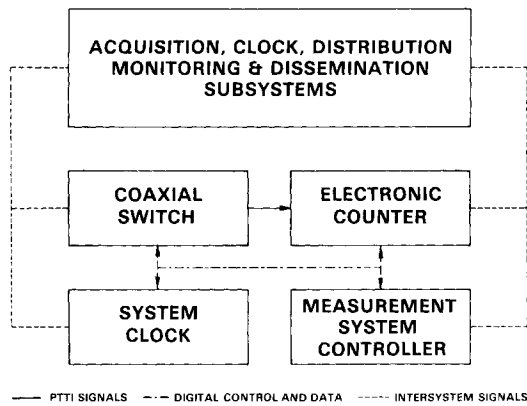 ACQUISITION, CLOCK, DISTRIBUTION
MONITORING & DISSEMINATION
SUBSYSTEMS
COAXIAL
SWITCH
ELECTRONIC
COUNTER
SYSTEM
CLOCK
MEASUREMENT
SYSTEM
CONTROLLER
PTTI SIGNALS
DIGITAL CONTROL AND DATA
INTERSYSTEM SIGNALS